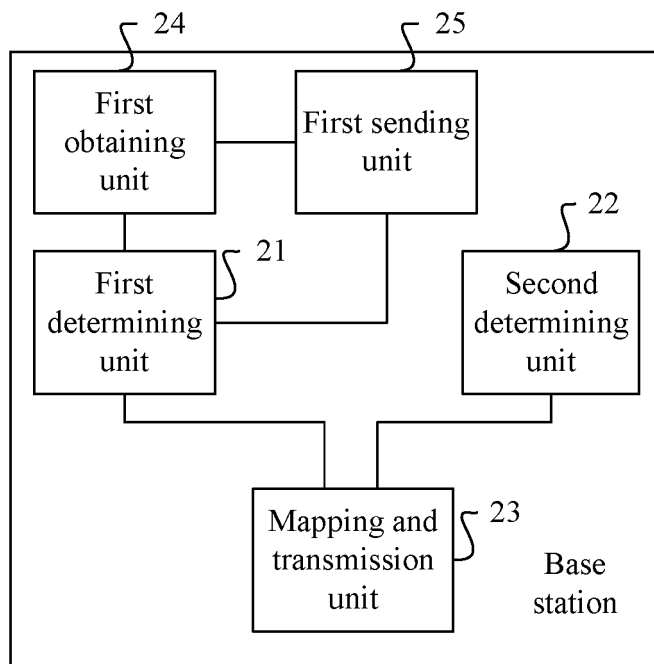 24
25
First
obtaining
unit
First sending
unit
22
21
First
determining
unit
Second
determining
unit
23
Mapping and
transmission
unit
Base
station